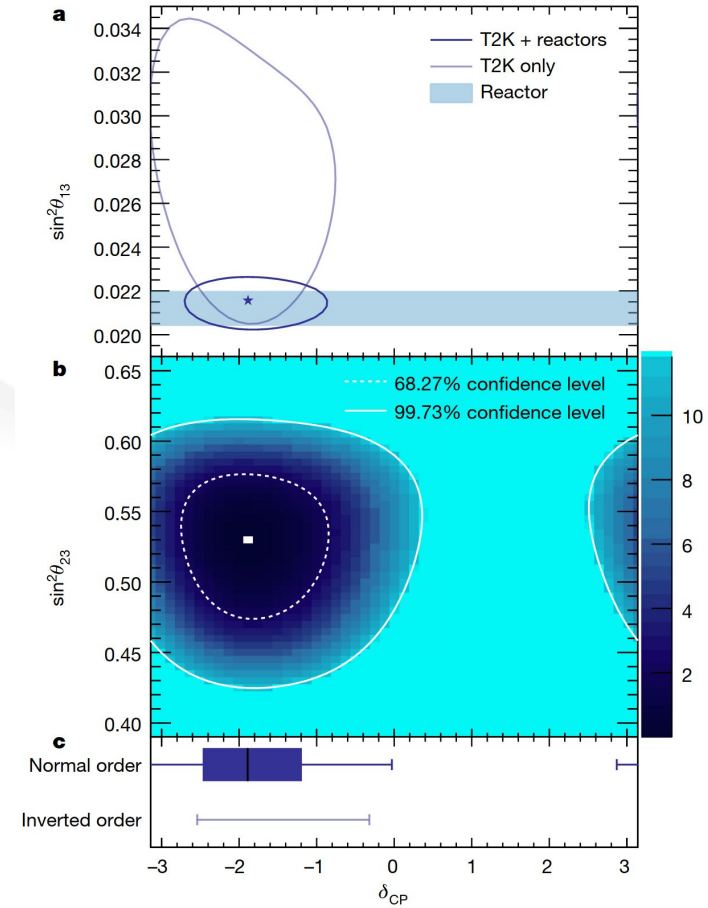 a
0.034
0.032
0.030
0.028
0.026
0.024
0.022
0.020
sin²θ₁₃
T2K + reactors
T2K only
Reactor
b
0.65
0.60
0.55
0.50
0.45
0.40
sin²θ₂₃
68.27% confidence level
99.73% confidence level
10
8
6
4
2
c
Normal order
Inverted order
−3 −2 −1 0 1 2 3
δCP